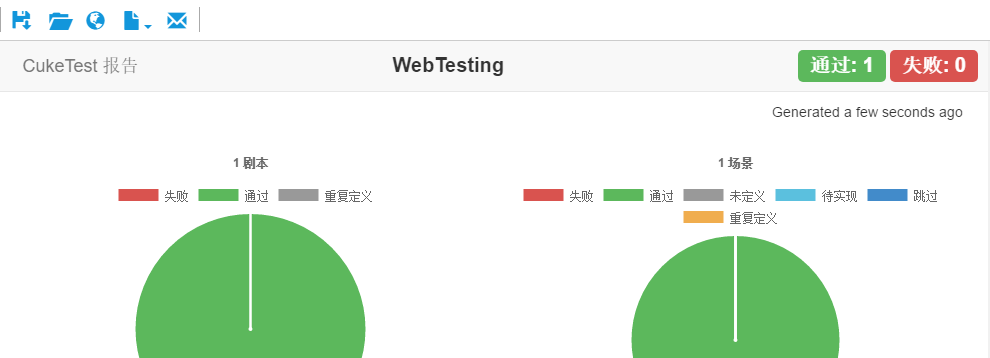 CukeTest 报告 WebTesting 通过: 1 失败: 0
Generated a few seconds ago
1 剧本
失败 通过 重复定义
1 场景
失败 通过 未定义 待实现 跳过
重复定义